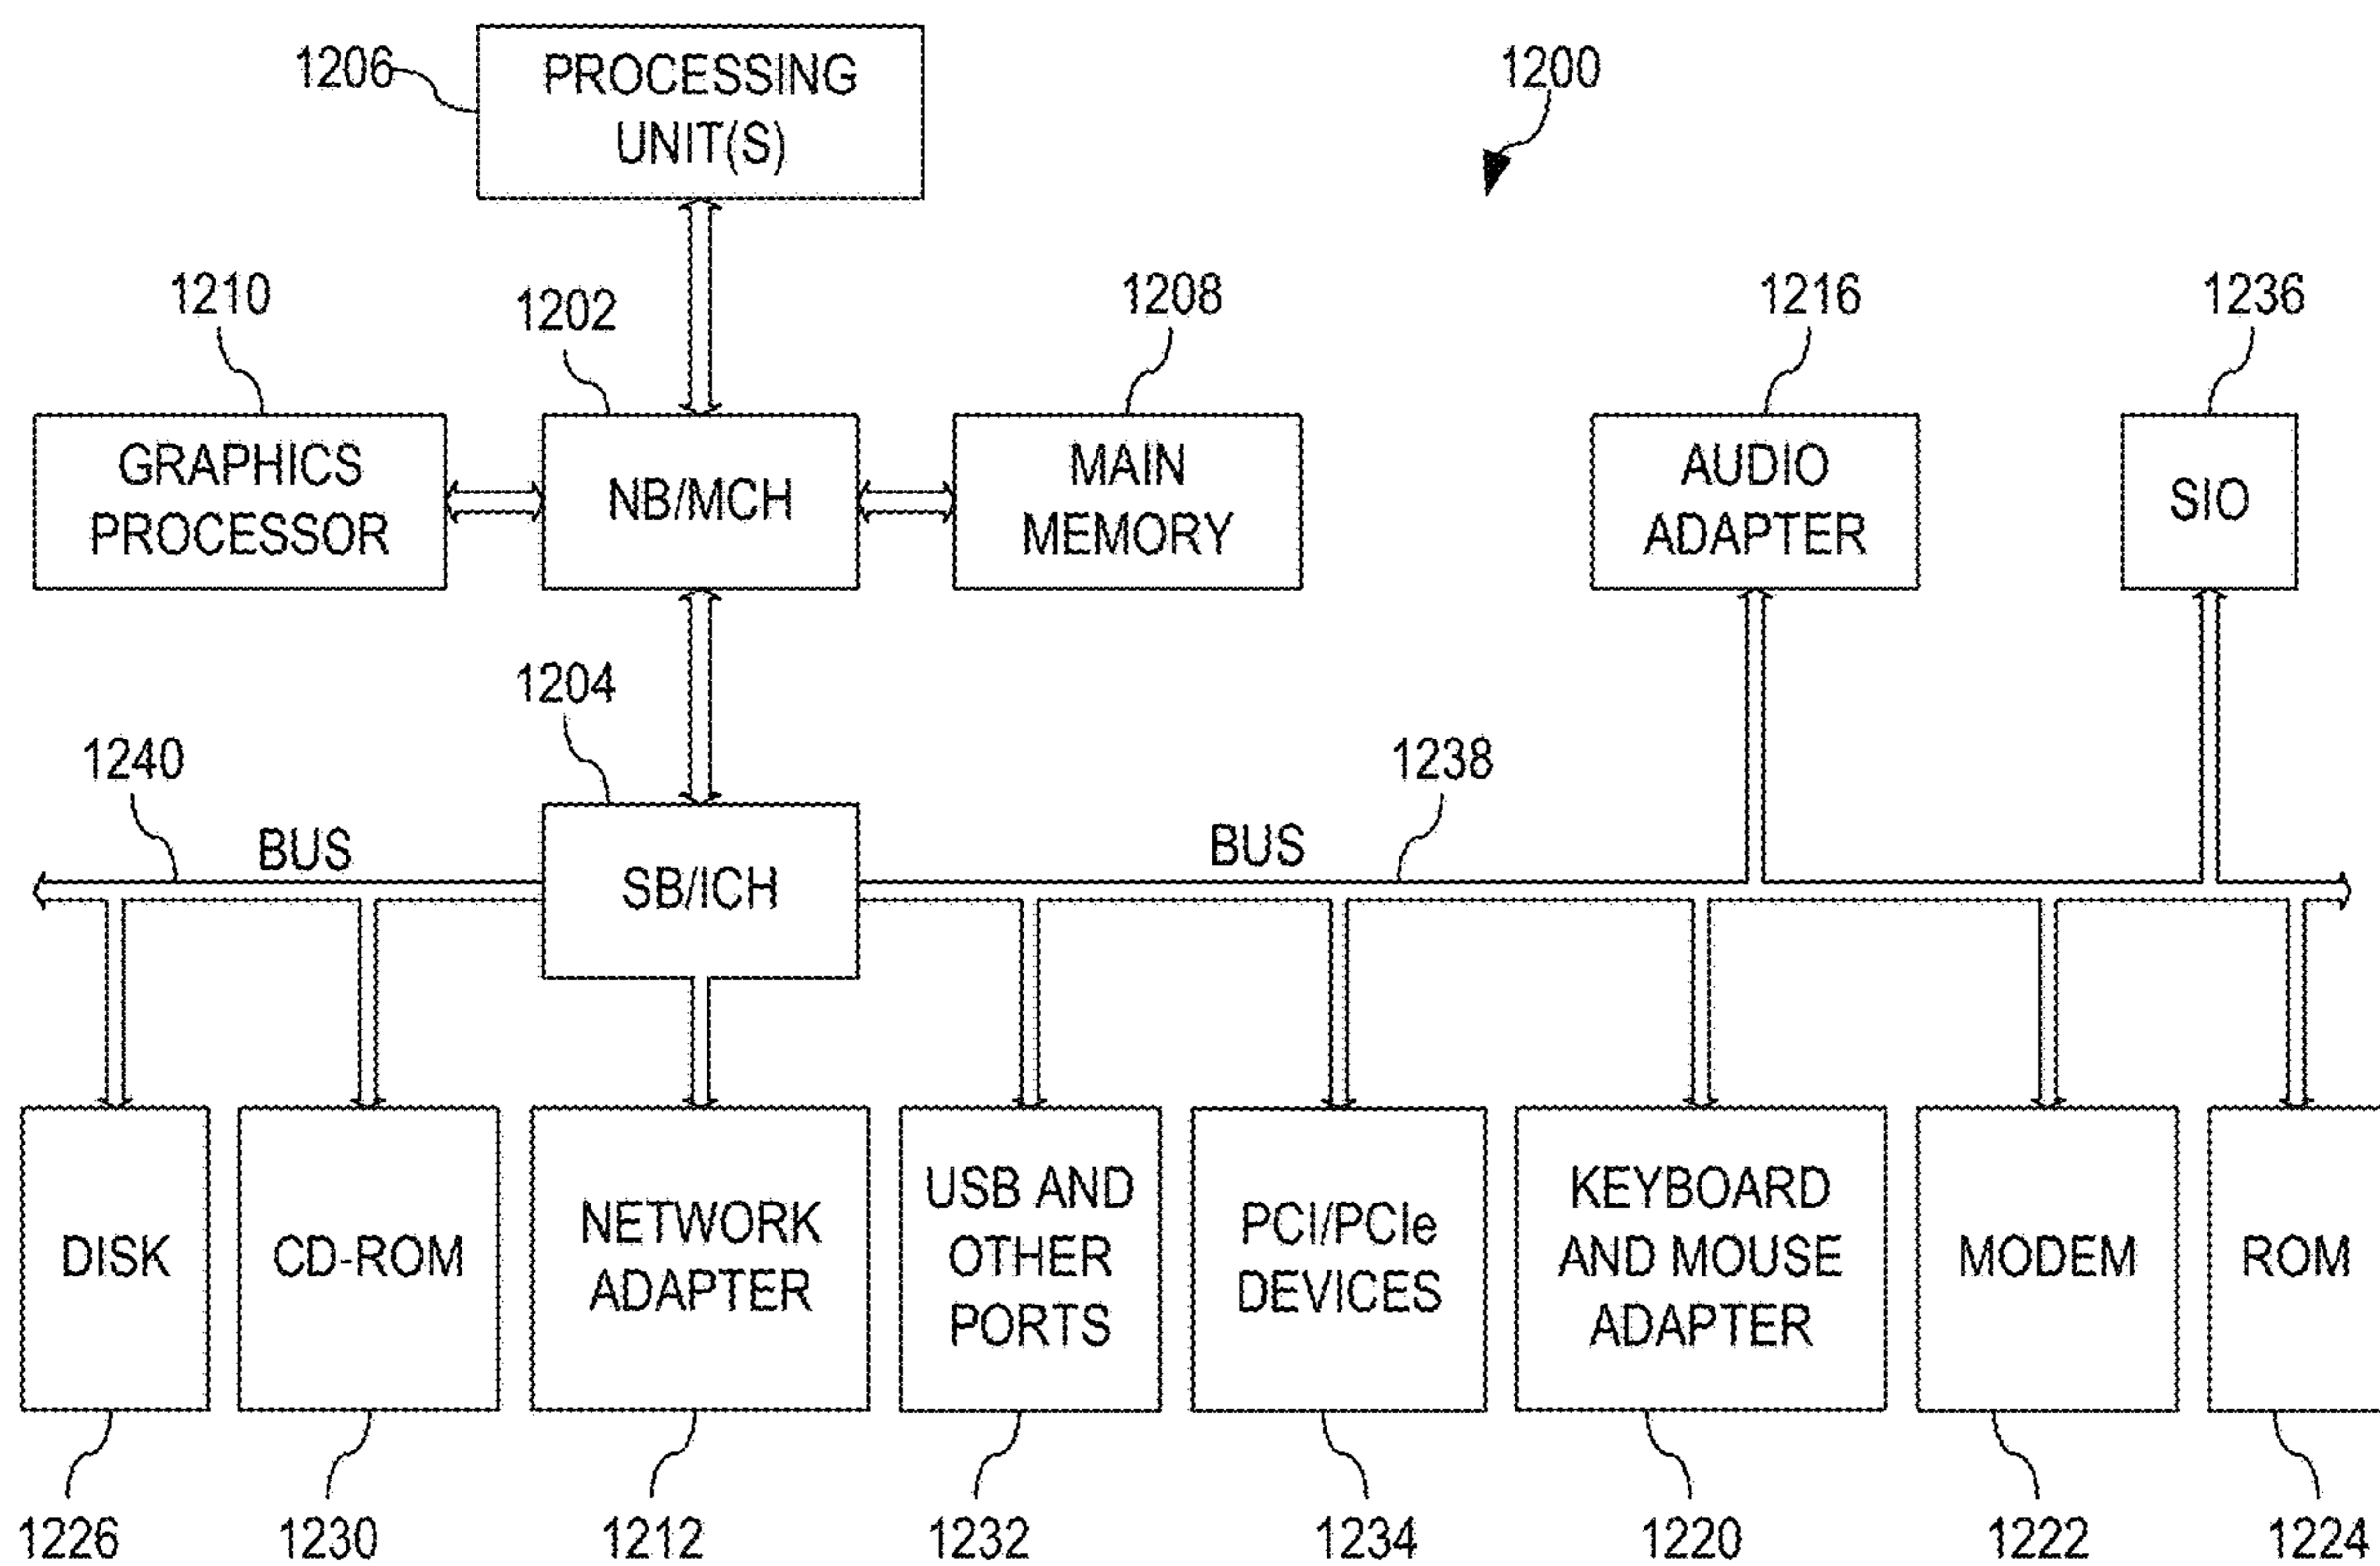 1206
PROCESSING
UNIT(S)
1200
1210
1202
1208
1216
1236
GRAPHICS
PROCESSOR
NB/MCH
MAIN
MEMORY
AUDIO
ADAPTER
SIO
1204
1240
1238
BUS
SB/ICH
BUS
DISK
CD-ROM
NETWORK
ADAPTER
USB AND
OTHER
PORTS
PCI/PCIe
DEVICES
KEYBOARD
AND MOUSE
ADAPTER
MODEM
ROM
1226
1230
1212
1232
1234
1220
1222
1224